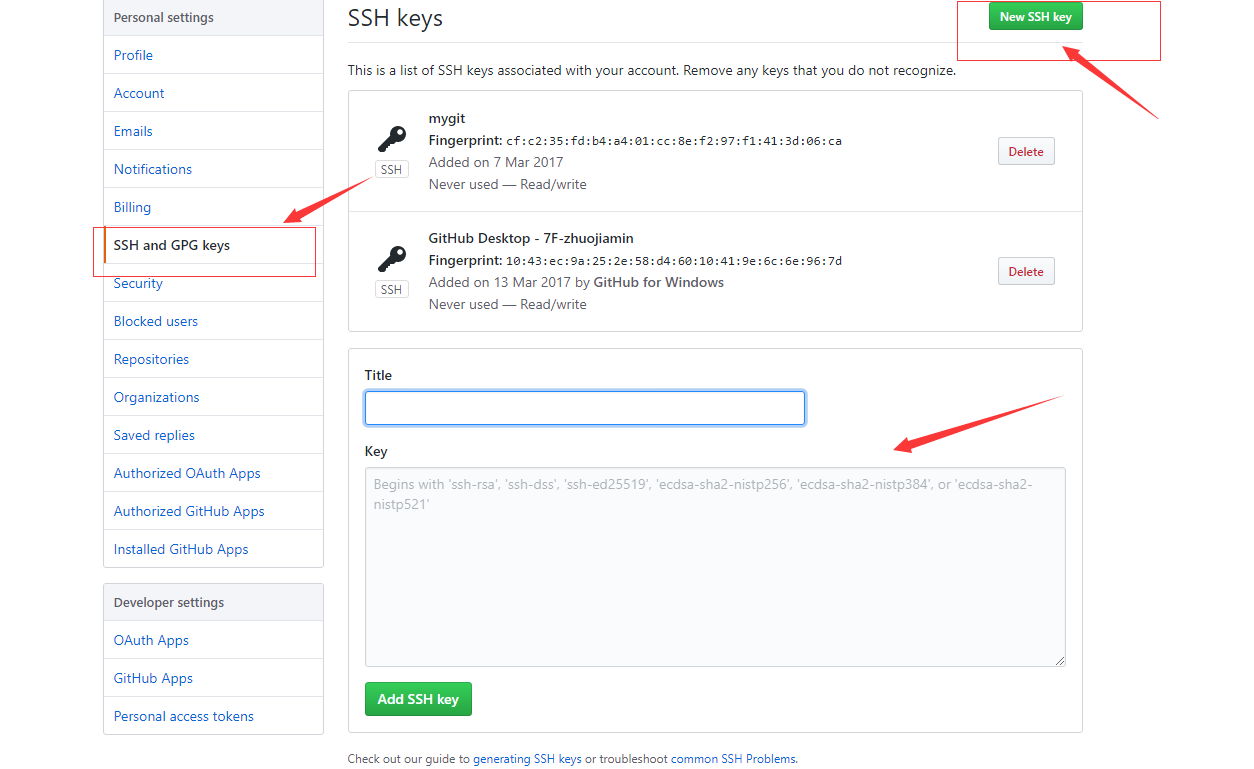 Personal settings
Profile
Account
Emails
Notifications
Billing
SSH and GPG keys
Security
Blocked users
Repositories
Organizations
Saved replies
Authorized OAuth Apps
Authorized GitHub Apps
Installed GitHub Apps
Developer settings
OAuth Apps
GitHub Apps
Personal access tokens
SSH keys
New SSH key
This is a list of SSH keys associated with your account. Remove any keys that you do not recognize.
SSH
mygit
Fingerprint: cf:c2:35:fd:b4:a4:01:cc:8e:f2:97:f1:41:3d:06:ca
Added on 7 Mar 2017
Never used — Read/write
Delete
SSH
GitHub Desktop - 7F-zhuojiamin
Fingerprint: 10:43:ec:9a:25:2e:58:d4:60:10:41:9e:6c:6e:96:7d
Added on 13 Mar 2017 by GitHub for Windows
Never used — Read/write
Delete
Title
Key
Begins with 'ssh-rsa', 'ssh-dss', 'ssh-ed25519', 'ecdsa-sha2-nistp256', 'ecdsa-sha2-nistp384', or 'ecdsa-sha2-
nistp521'
Add SSH key
Check out our guide to generating SSH keys or troubleshoot common SSH Problems.